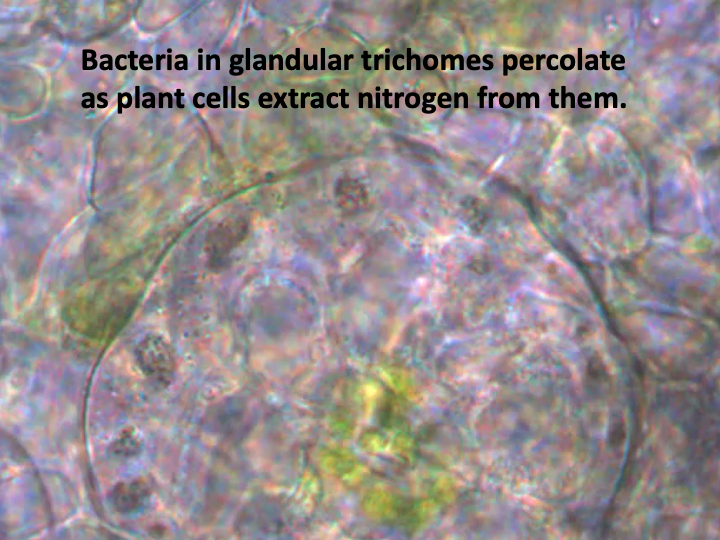 Bacteria in glandular trichomes percolate
as plant cells extract nitrogen from them.